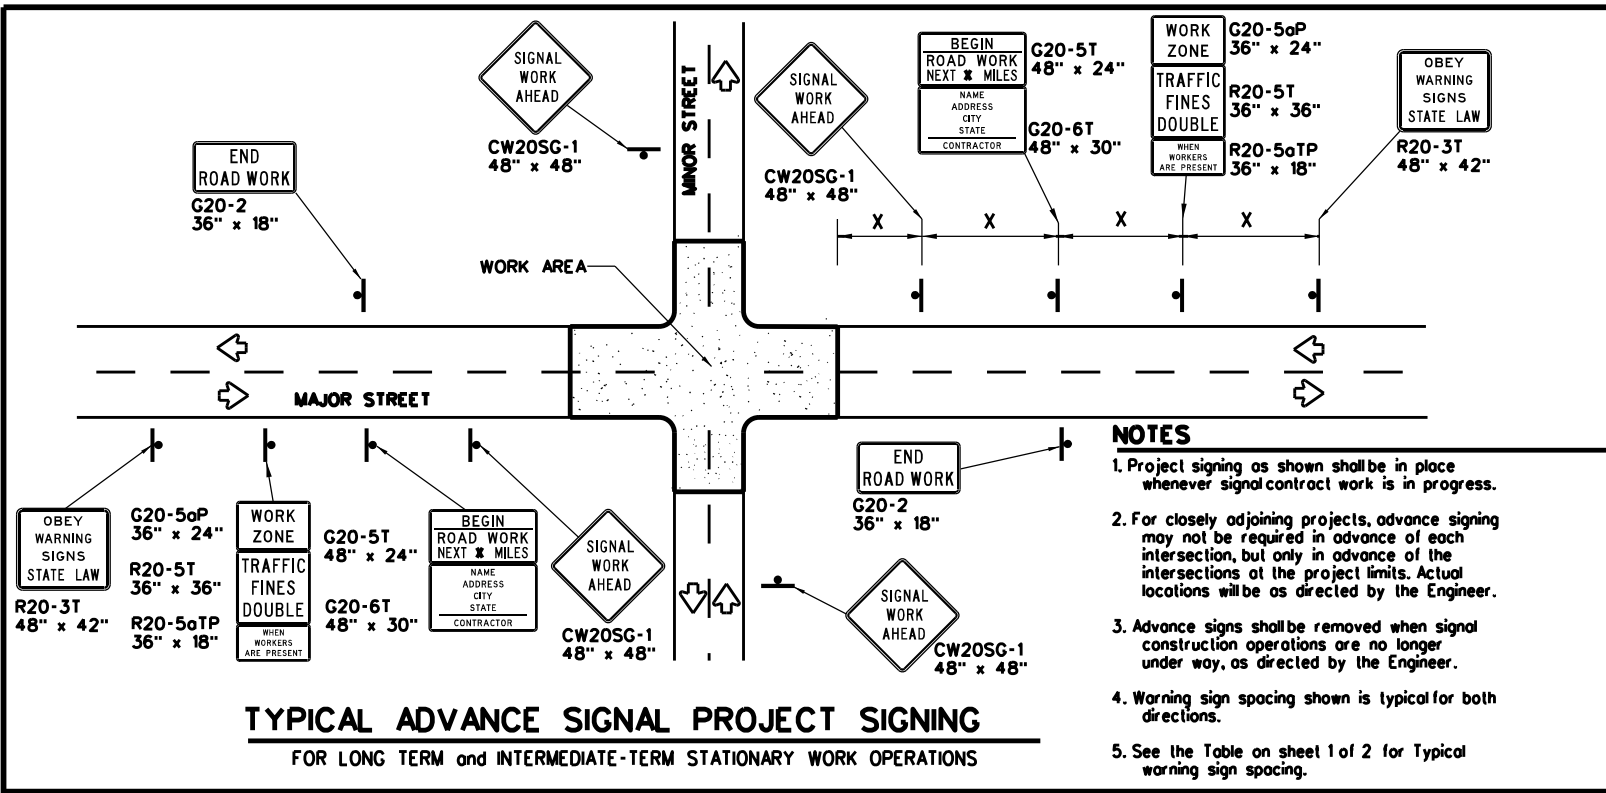 SIGNAL
WORK
AHEAD
CW20SG-1
48" x 48"
END
ROAD WORK
G20-2
36" x 18"
MINOR STREET
SIGNAL
WORK
AHEAD
CW20SG-1
48" x 48"
BEGIN
ROAD WORK
NEXT X MILES
NAME
ADDRESS
CITY
STATE
CONTRACTOR
G20-5T
48" x 24"
G20-6T
48" x 30"
WORK
ZONE
TRAFFIC
FINES
DOUBLE
WHEN
WORKERS
ARE PRESENT
G20-5aP
36" x 24"
R20-5T
36" x 36"
R20-5aTP
36" x 18"
OBEY
WARNING
SIGNS
STATE LAW
R20-3T
48" x 42"
X X X X
WORK AREA
MAJOR STREET
OBEY
WARNING
SIGNS
STATE LAW
R20-3T
48" x 42"
G20-5aP
36" x 24"
R20-5T
36" x 36"
R20-5aTP
36" x 18"
WORK
ZONE
TRAFFIC
FINES
DOUBLE
WHEN
WORKERS
ARE PRESENT
G20-5T
48" x 24"
G20-6T
48" x 30"
BEGIN
ROAD WORK
NEXT X MILES
NAME
ADDRESS
CITY
STATE
CONTRACTOR
SIGNAL
WORK
AHEAD
CW20SG-1
48" x 48"
END
ROAD WORK
G20-2
36" x 18"
SIGNAL
WORK
AHEAD
CW20SG-1
48" x 48"
TYPICAL ADVANCE SIGNAL PROJECT SIGNING
FOR LONG TERM and INTERMEDIATE-TERM STATIONARY WORK OPERATIONS
NOTES
1. Project signing as shown shall be in place
whenever signal contract work is in progress.
2. For closely adjoining projects, advance signing
may not be required in advance of each
intersection, but only in advance of the
intersections at the project limits. Actual
locations will be as directed by the Engineer.
3. Advance signs shall be removed when signal
construction operations are no longer
under way, as directed by the Engineer.
4. Warning sign spacing shown is typical for both
directions.
5. See the Table on sheet 1 of 2 for Typical
warning sign spacing.